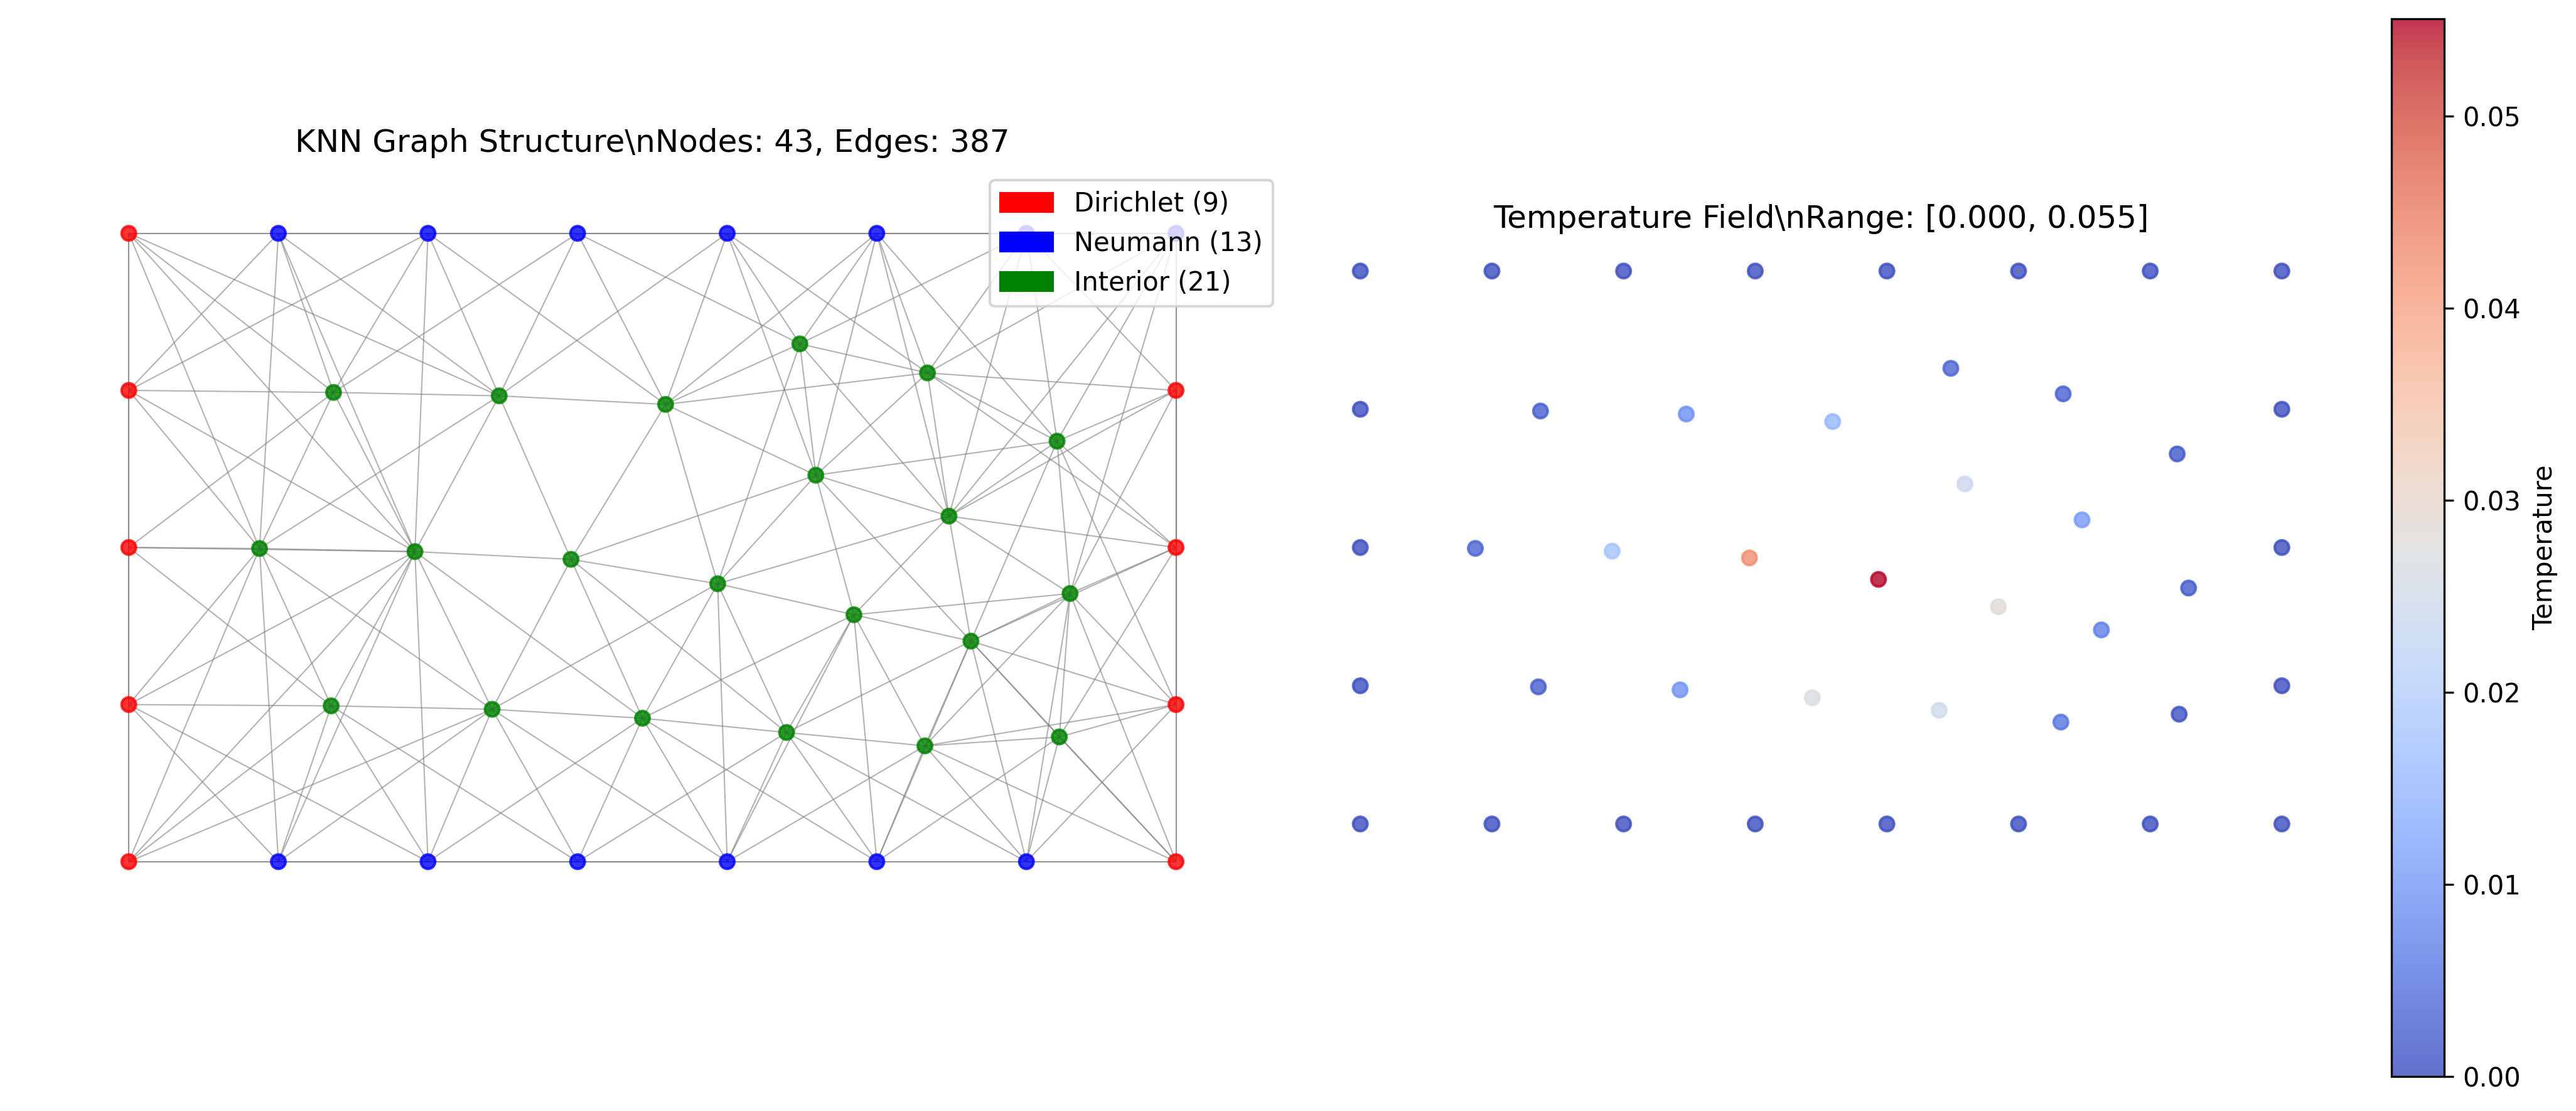 KNN Graph Structure\nNodes: 43, Edges: 387
Dirichlet (9)
Neumann (13)
Interior (21)
Temperature Field\nRange: [0.000, 0.055]
0.05
0.04
0.03
0.02
0.01
0.00
Temperature